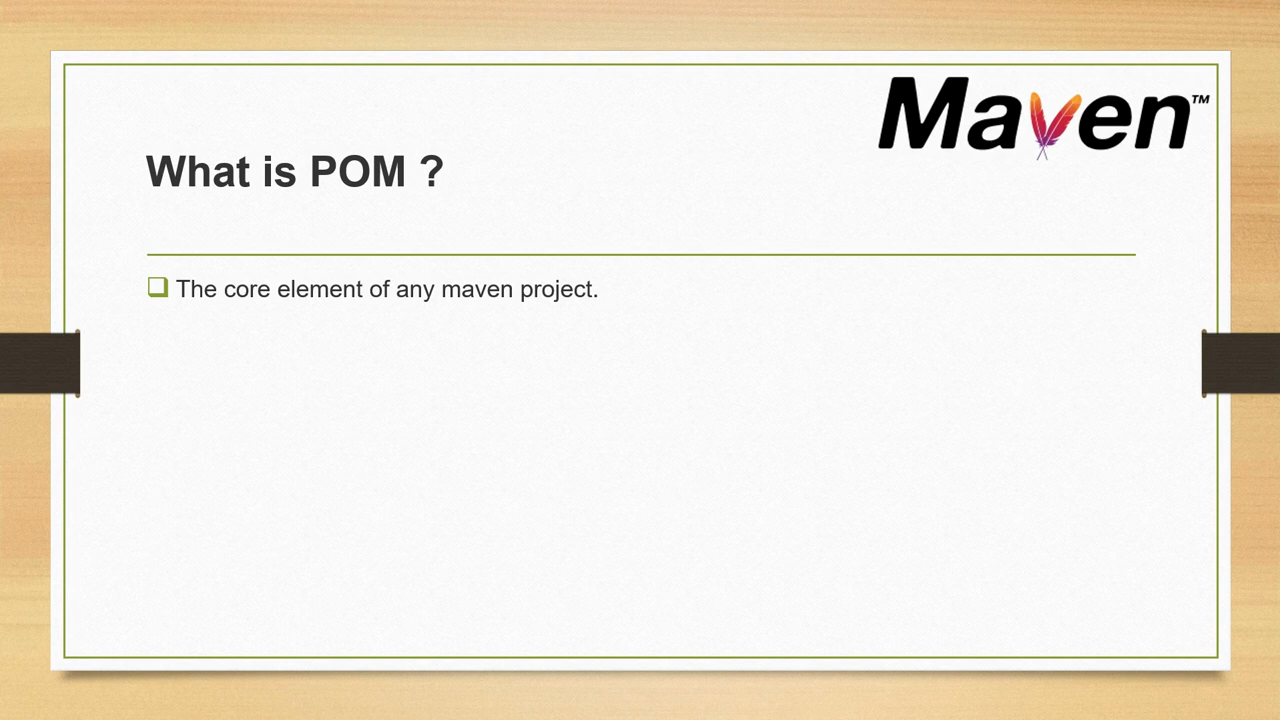 Maven™
What is POM ?
The core element of any maven project.